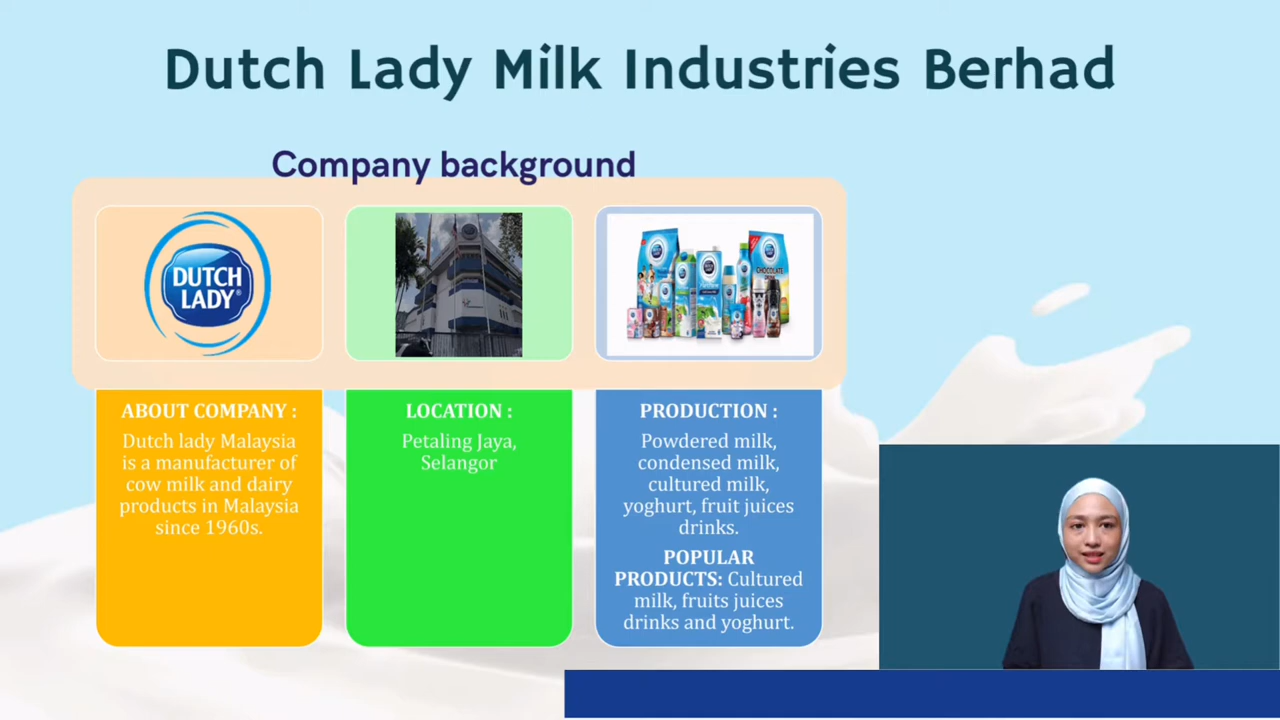 Dutch Lady Milk Industries Berhad
Company background
DUTCH
LADY®
CHOCOLATE
ABOUT COMPANY :
Dutch lady Malaysia
is a manufacturer of
cow milk and dairy
products in Malaysia
since 1960s.
LOCATION :
Petaling Jaya,
Selangor
PRODUCTION :
Powdered milk,
condensed milk,
cultured milk,
yoghurt, fruit juices
drinks.
POPULAR
PRODUCTS: Cultured
milk, fruits juices
drinks and yoghurt.